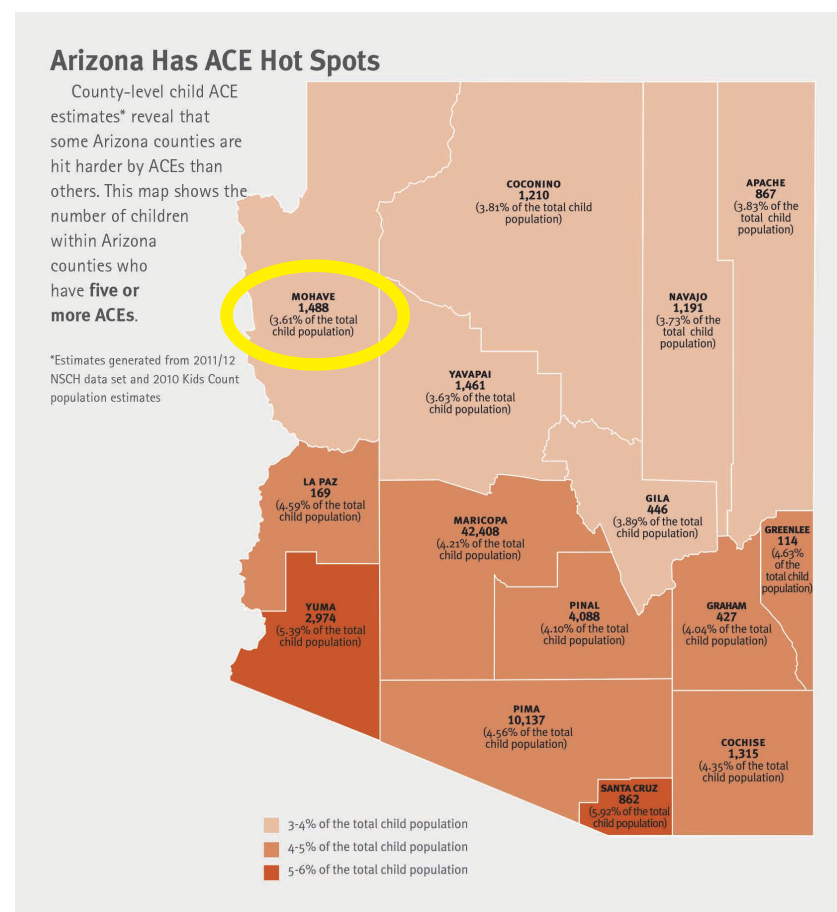 Arizona Has ACE Hot Spots
County-level child ACE
estimates* reveal that
some Arizona counties are
hit harder by ACEs than
others. This map shows the
number of children
within Arizona
counties who
have five or
more ACEs.
*Estimates generated from 2011/12
NSCH data set and 2010 Kids Count
population estimates
COCONINO
1,210
(3.81% of the total child
population)
APACHE
867
(3.83% of the
total child
population)
MOHAVE
1,488
(3.61% of the total
child population)
NAVAJO
1,191
(3.73% of the
total child
population)
YAVAPAI
1,461
(3.63% of the total
child population)
LA PAZ
169
(4.59% of the total
child population)
MARICOPA
42,408
(4.21% of the total
child population)
GILA
446
(3.89% of the total
child population)
GREENLEE
114
(4.63%
of the
total child
population)
YUMA
2,974
(5.39% of the total
child population)
PINAL
4,088
(4.10% of the total
child population)
GRAHAM
427
(4.04% of the total
child population)
PIMA
10,137
(4.56% of the total
child population)
COCHISE
1,315
(4.35% of the total
child population)
SANTA CRUZ
862
(5.92% of the total
child population)
3-4% of the total child population
4-5% of the total child population
5-6% of the total child population